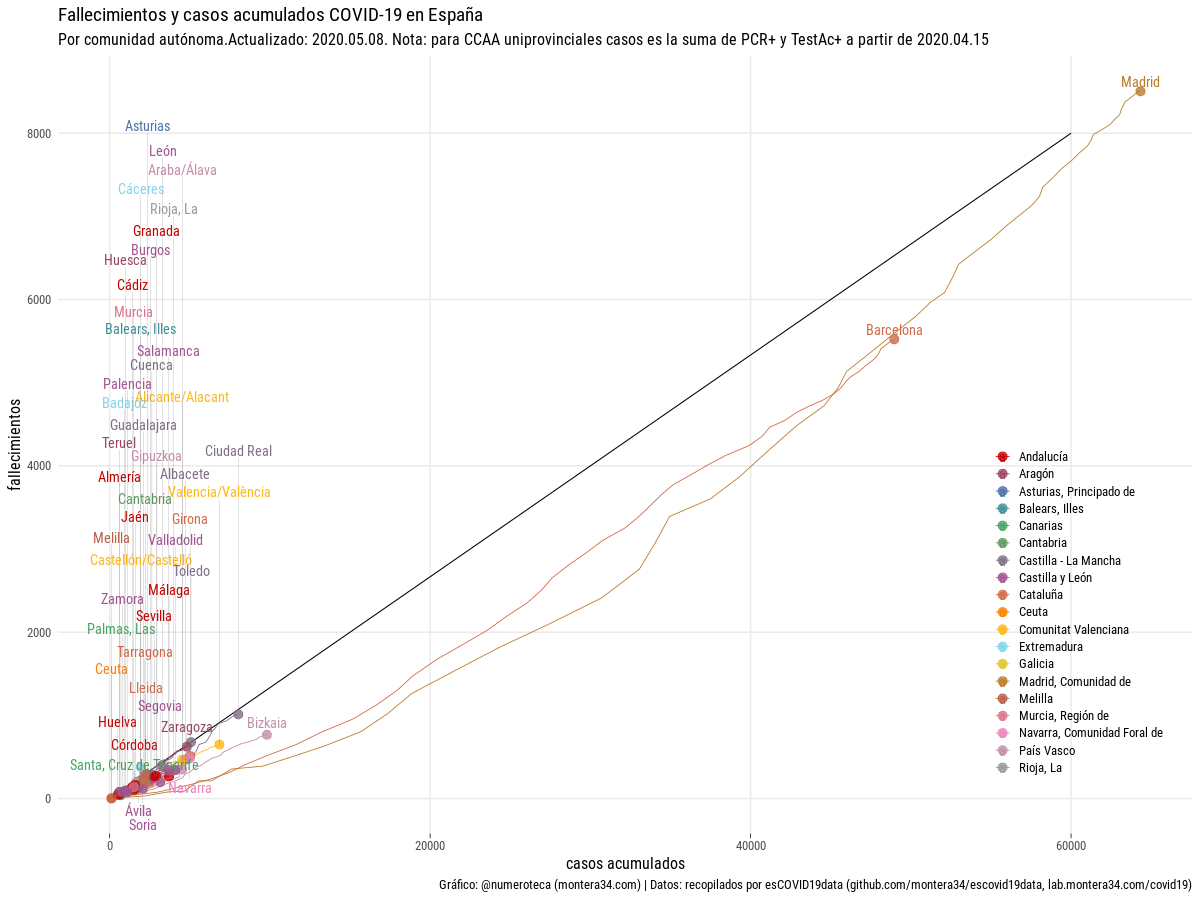 Fallecimientos y casos acumulados COVID-19 en España
Por comunidad autónoma.Actualizado: 2020.05.08. Nota: para CCAA uniprovinciales casos es la suma de PCR+ y TestAc+ a partir de 2020.04.15
Madrid
8000
Asturias
León
Araba/Álava
Cáceres
Rioja, La
Granada
Burgos
Huesca
Cádiz
6000
Murcia
Balears, Illes
Barcelona
Salamanca
Cuenca
Palencia
Alicante/Alacant
Badajoz
Guadalajara
Teruel
Ciudad Real
Gipuzkoa
4000
Albacete
Almería
Valencia/València
Cantabria
Jaén
Girona
Melilla
Valladolid
Castellón/Castelló
Toledo
Málaga
Zamora
Sevilla
Palmas, Las
2000
Tarragona
Ceuta
Lleida
Segovia
Huelva
Zaragoza
Bizkaia
Córdoba
Santa, Cruz de Tenerife
Navarra
0
Ávila
Soria
fallecimientos
0
20000
40000
60000
casos acumulados
Andalucía
Aragón
Asturias, Principado de
Balears, Illes
Canarias
Cantabria
Castilla - La Mancha
Castilla y León
Cataluña
Ceuta
Comunitat Valenciana
Extremadura
Galicia
Madrid, Comunidad de
Melilla
Murcia, Región de
Navarra, Comunidad Foral de
País Vasco
Rioja, La
Gráfico: @numeroteca (montera34.com) | Datos: recopilados por esCOVID19data (github.com/montera34/escovid19data, lab.montera34.com/covid19)